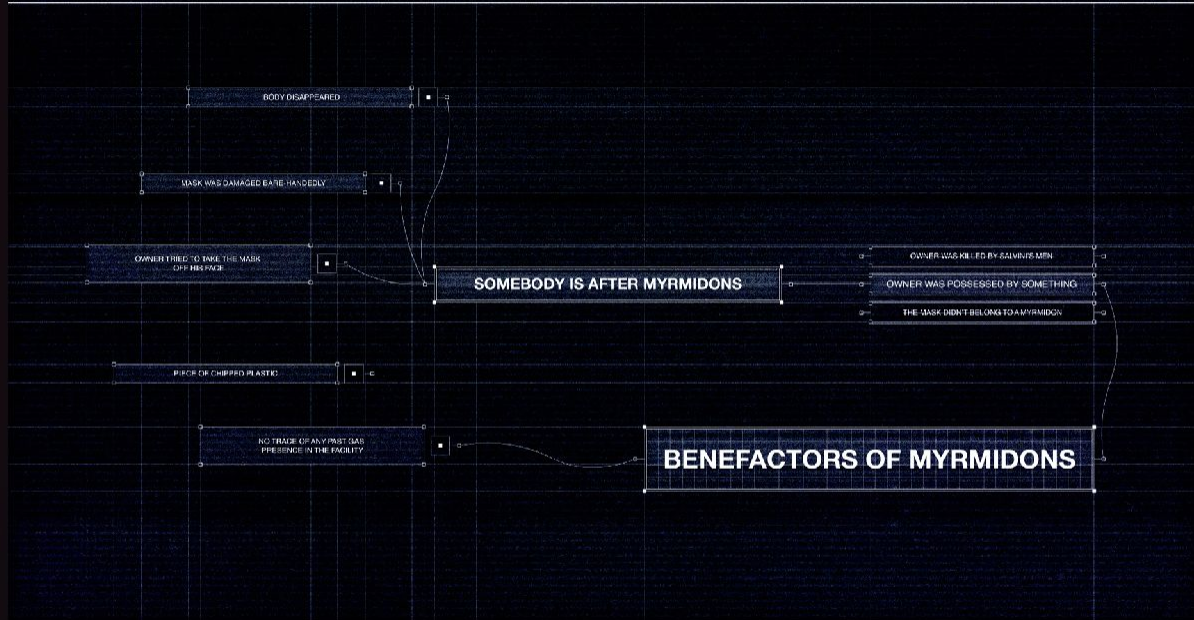 BODY DISAPPEARED
MASK WAS DAMAGED BARE-HANDEDLY
OWNER TRIED TO TAKE THE MASK
OFF HIS FACE
SOMEBODY IS AFTER MYRMIDONS
OWNER WAS KILLED BY SALVINI'S MEN
OWNER WAS POSSESSED BY SOMETHING
THE MASK DIDN'T BELONG TO A MYRMIDON
PIECE OF CHIPPED PLASTIC
NO TRACE OF ANY PAST GAS
PRESENCE IN THE FACILITY
BENEFACTORS OF MYRMIDONS